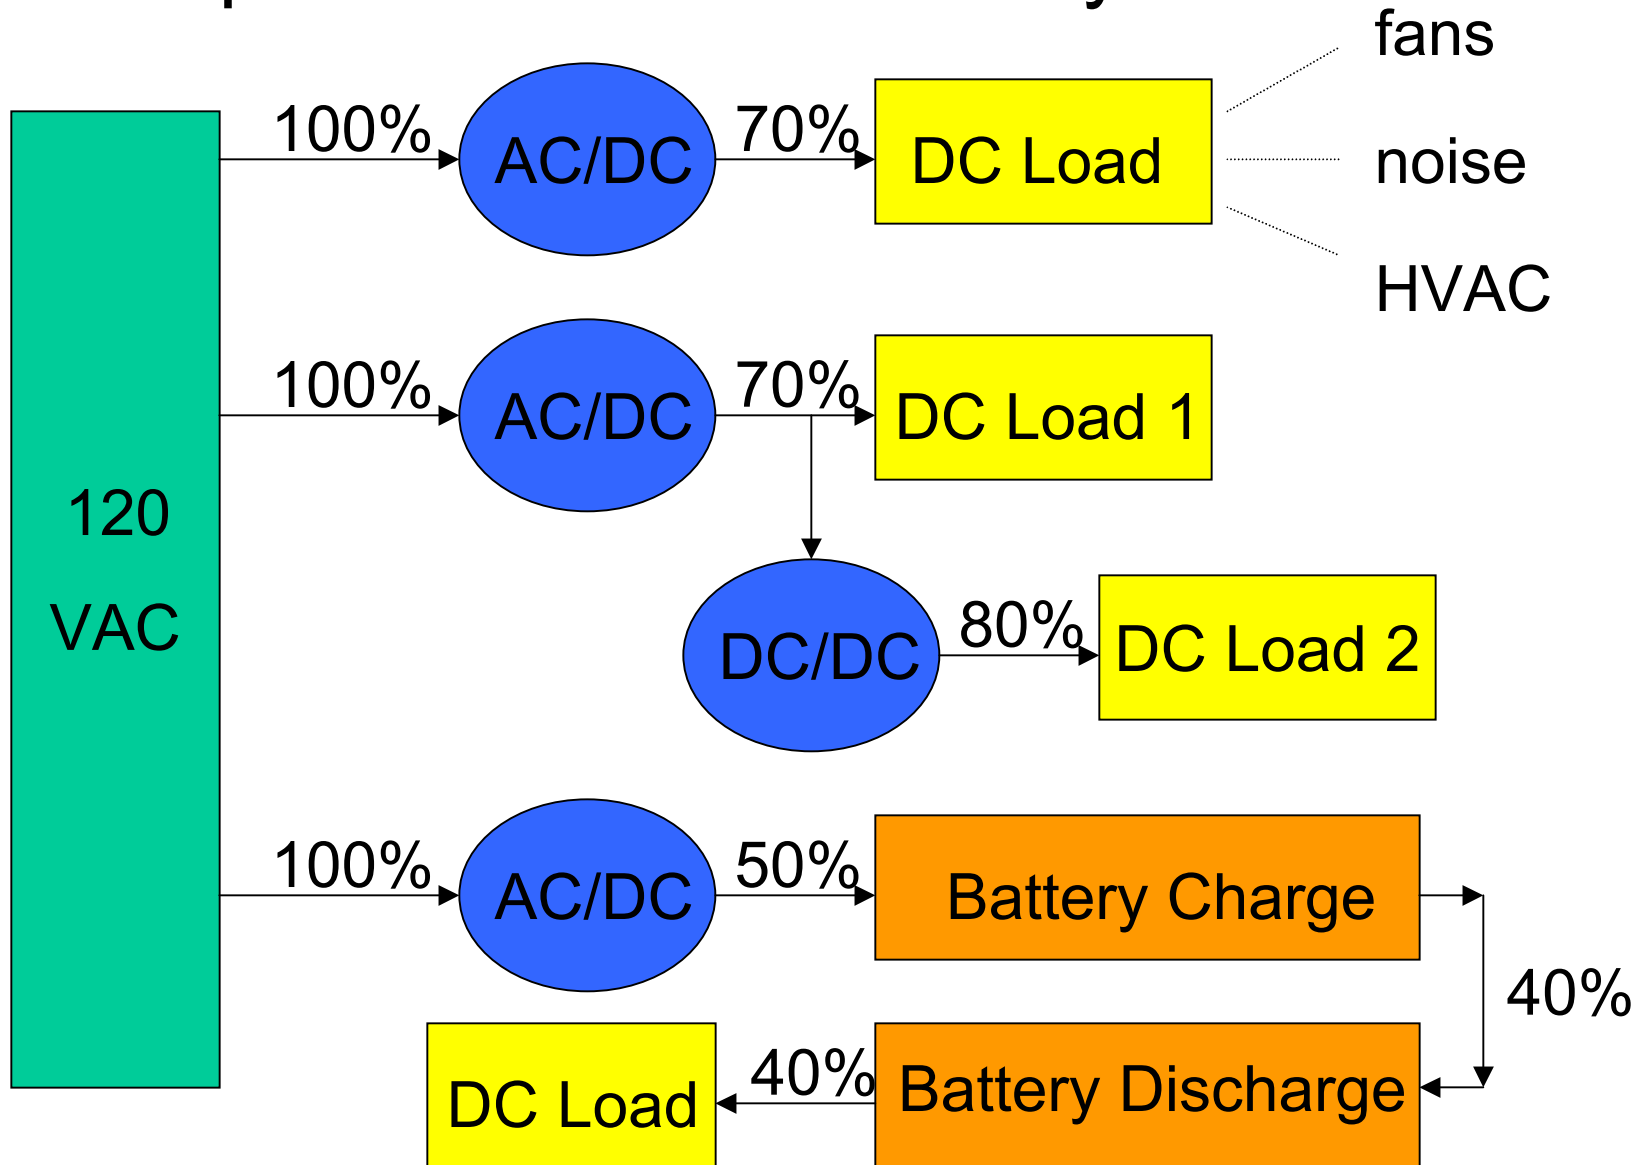 fans
100%
AC/DC
70%
DC Load
noise
HVAC
100%
AC/DC
70%
DC Load 1
120
VAC
DC/DC
80%
DC Load 2
100%
AC/DC
50%
Battery Charge
40%
DC Load
40%
Battery Discharge